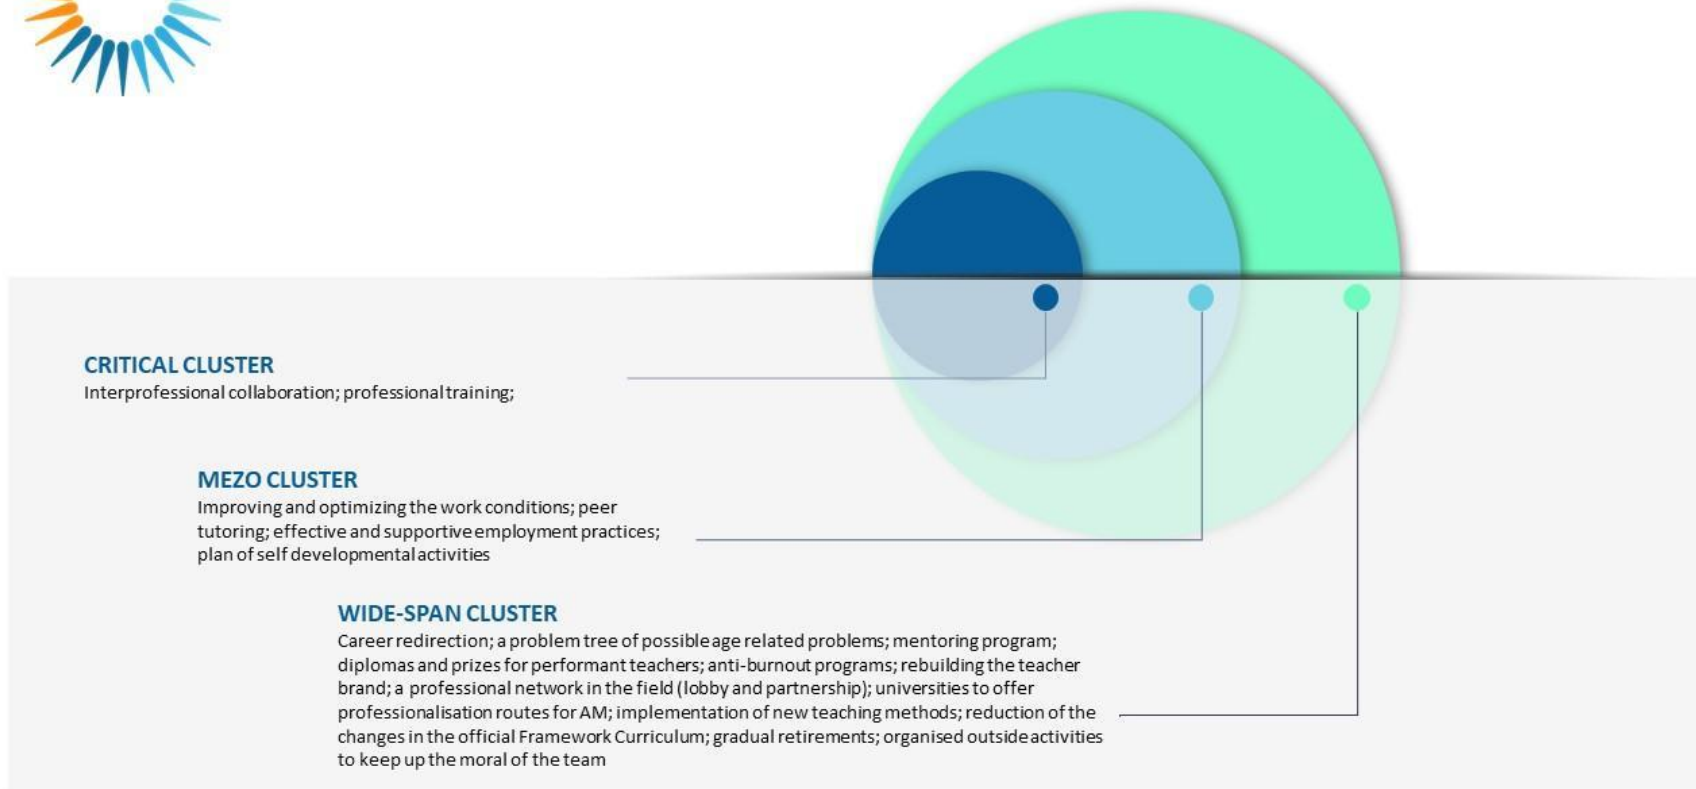 CRITICAL CLUSTER
Interprofessional collaboration; professional training;
MEZO CLUSTER
Improving and optimizing the work conditions; peer
tutoring; effective and supportive employment practices;
plan of self developmental activities
WIDE-SPAN CLUSTER
Career redirection; a problem tree of possible age related problems; mentoring program;
diplomas and prizes for performant teachers; anti-burnout programs; rebuilding the teacher
brand; a professional network in the field (lobby and partnership); universities to offer
professionalisation routes for AM; implementation of new teaching methods; reduction of the
changes in the official Framework Curriculum; gradual retirements; organised outside activities
to keep up the moral of the team